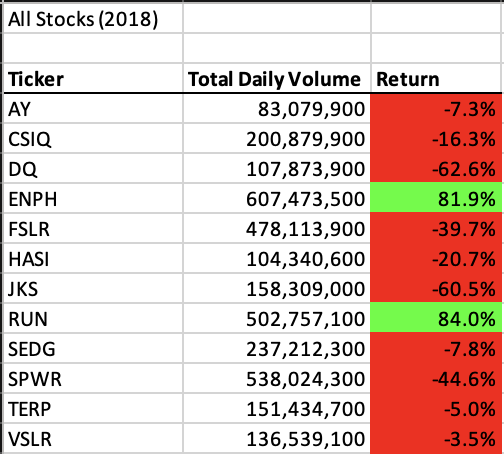 All Stocks (2018)
Ticker Total Daily Volume Return
AY 83,079,900 -7.3%
CSIQ 200,879,900 -16.3%
DQ 107,873,900 -62.6%
ENPH 607,473,500 81.9%
FSLR 478,113,900 -39.7%
HASI 104,340,600 -20.7%
JKS 158,309,000 -60.5%
RUN 502,757,100 84.0%
SEDG 237,212,300 -7.8%
SPWR 538,024,300 -44.6%
TERP 151,434,700 -5.0%
VSLR 136,539,100 -3.5%